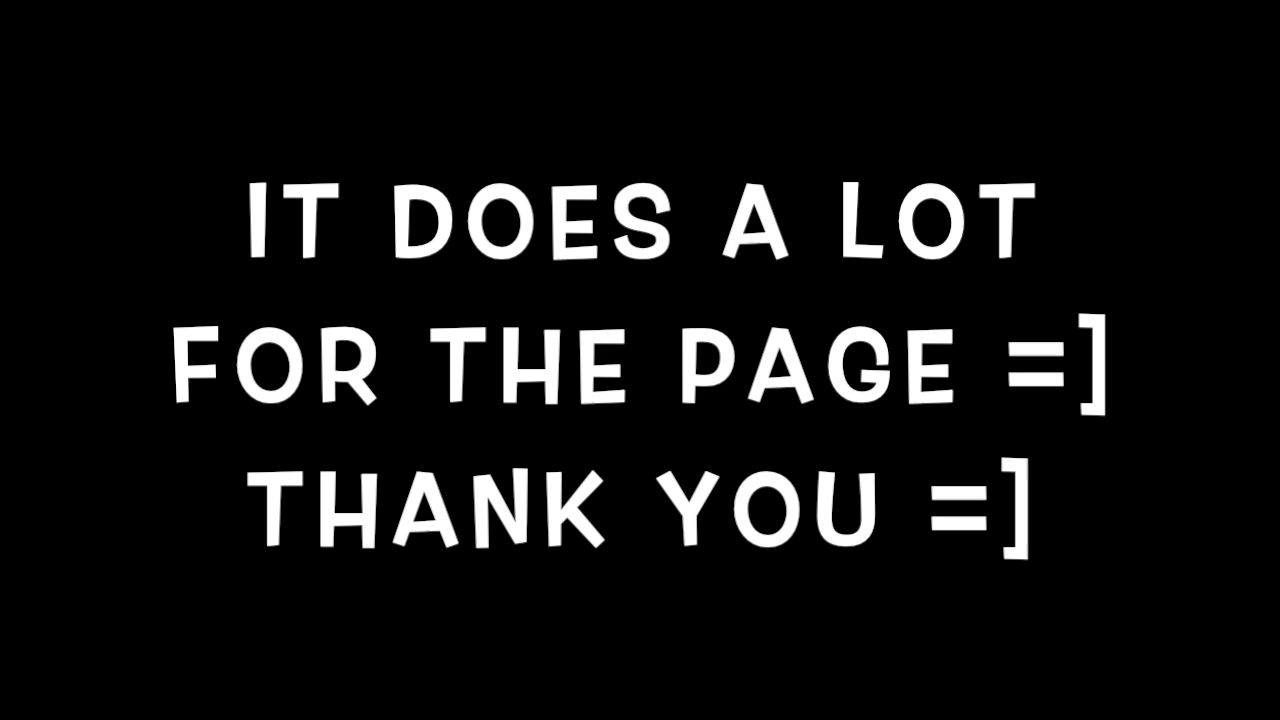 IT DOES A LOT
FOR THE PAGE =]
THANK YOU =]